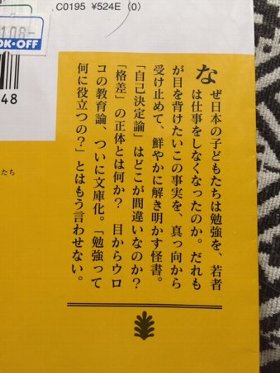 C0195 ¥524E (0)
108-
OK-OFF
48
たち
なぜ日本の子どもたちは勉強を、若者
は仕事をしなくなったのか。だれも
が目を背けたいこの事実を、真っ向から
受け止めて、鮮やかに解き明かす怪書。
「自己決定論」はどこが間違いなのか？
「格差」の正体とは何か？ 目からウロ
コの教育論、ついに文庫化。「勉強って
何に役立つの？」とはもう言わせない。